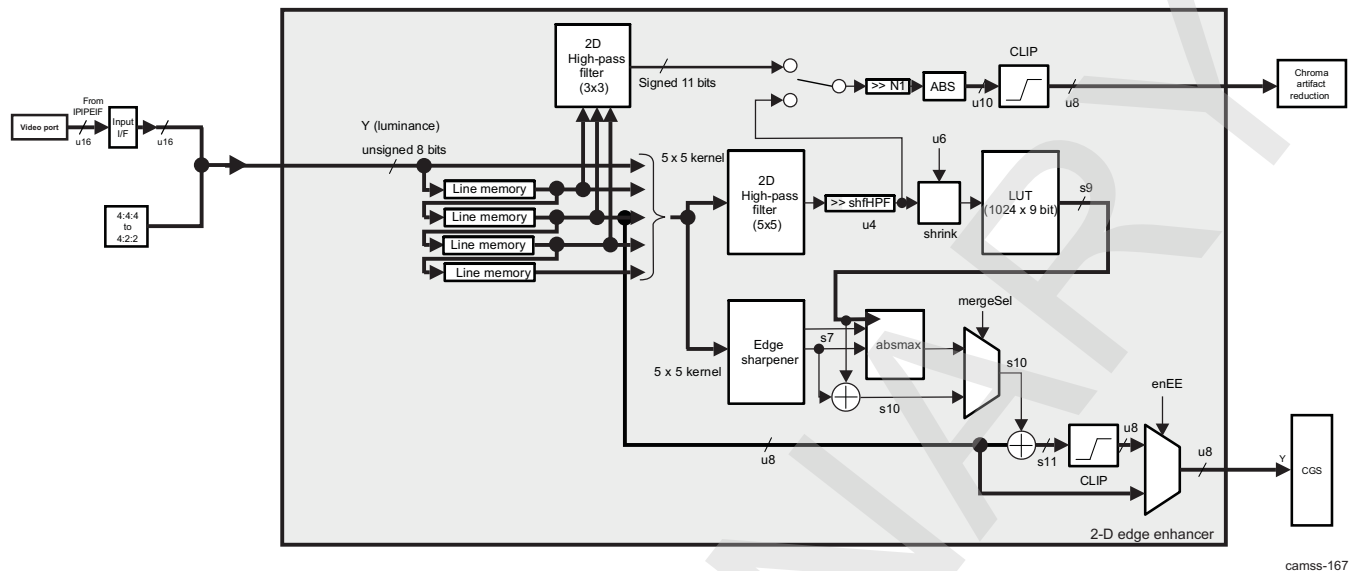 2D
High-pass
filter
(3x3)
Signed 11 bits
CLIP
>> N1
ABS
u10
u8
Chroma
artifact
reduction
From
IPIPEIF
Video port
u16
Input
I/F
u16
Y (luminance)
unsigned 8 bits
4:4:4
to
4:2:2
Line memory
Line memory
Line memory
Line memory
5 x 5 kernel
2D
High-pass
filter
(5x5)
>> shfHPF
u4
u6
shrink
LUT
(1024 x 9 bit)
s9
5 x 5 kernel
Edge
sharpener
s7
absmax
s10
mergeSel
s10
u8
s11
CLIP
u8
enEE
u8
Y
CGS
2-D edge enhancer
camss-167
NARY